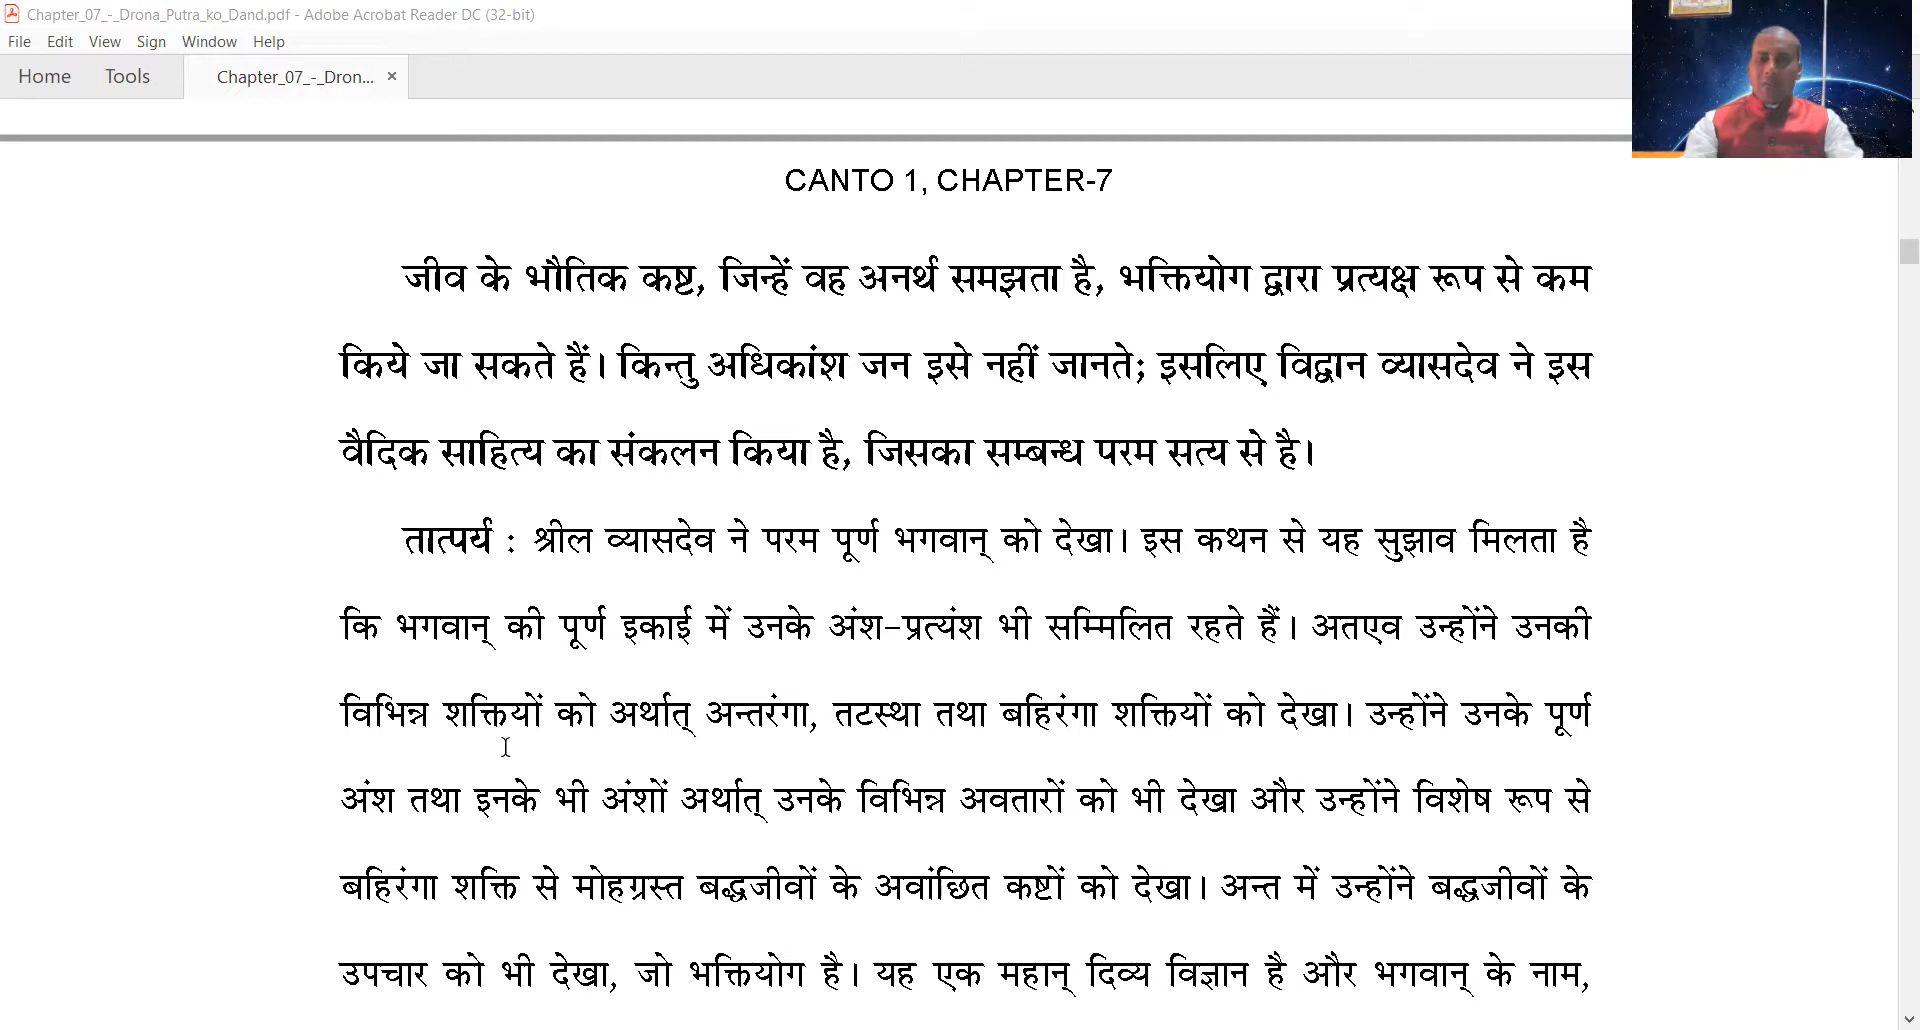 Chapter_07_-_Drona_Putra_ko_Dand.pdf - Adobe Acrobat Reader DC (32-bit)
File Edit View Sign Window Help
Home Tools Chapter_07_-_Dron... ×
CANTO 1, CHAPTER-7
जीव के भौतिक कष्ट, जिन्हें वह अनर्थ समझता है, भक्तियोग द्वारा प्रत्यक्ष रूप से कम
किये जा सकते हैं। किन्तु अधिकांश जन इसे नहीं जानते; इसलिए विद्वान व्यासदेव ने इस
वैदिक साहित्य का संकलन किया है, जिसका सम्बन्ध परम सत्य से है।
तात्पर्य : श्रील व्यासदेव ने परम पूर्ण भगवान् को देखा। इस कथन से यह सुझाव मिलता है
कि भगवान् की पूर्ण इकाई में उनके अंश-प्रत्यंश भी सम्मिलित रहते हैं। अतएव उन्होंने उनकी
विभिन्न शक्तियों को अर्थात् अन्तरंगा, तटस्था तथा बहिरंगा शक्तियों को देखा। उन्होंने उनके पूर्ण
अंश तथा इनके भी अंशों अर्थात् उनके विभिन्न अवतारों को भी देखा और उन्होंने विशेष रूप से
बहिरंगा शक्ति से मोहग्रस्त बद्धजीवों के अवांछित कष्टों को देखा। अन्त में उन्होंने बद्धजीवों के
उपचार को भी देखा, जो भक्तियोग है। यह एक महान् दिव्य विज्ञान है और भगवान् के नाम,